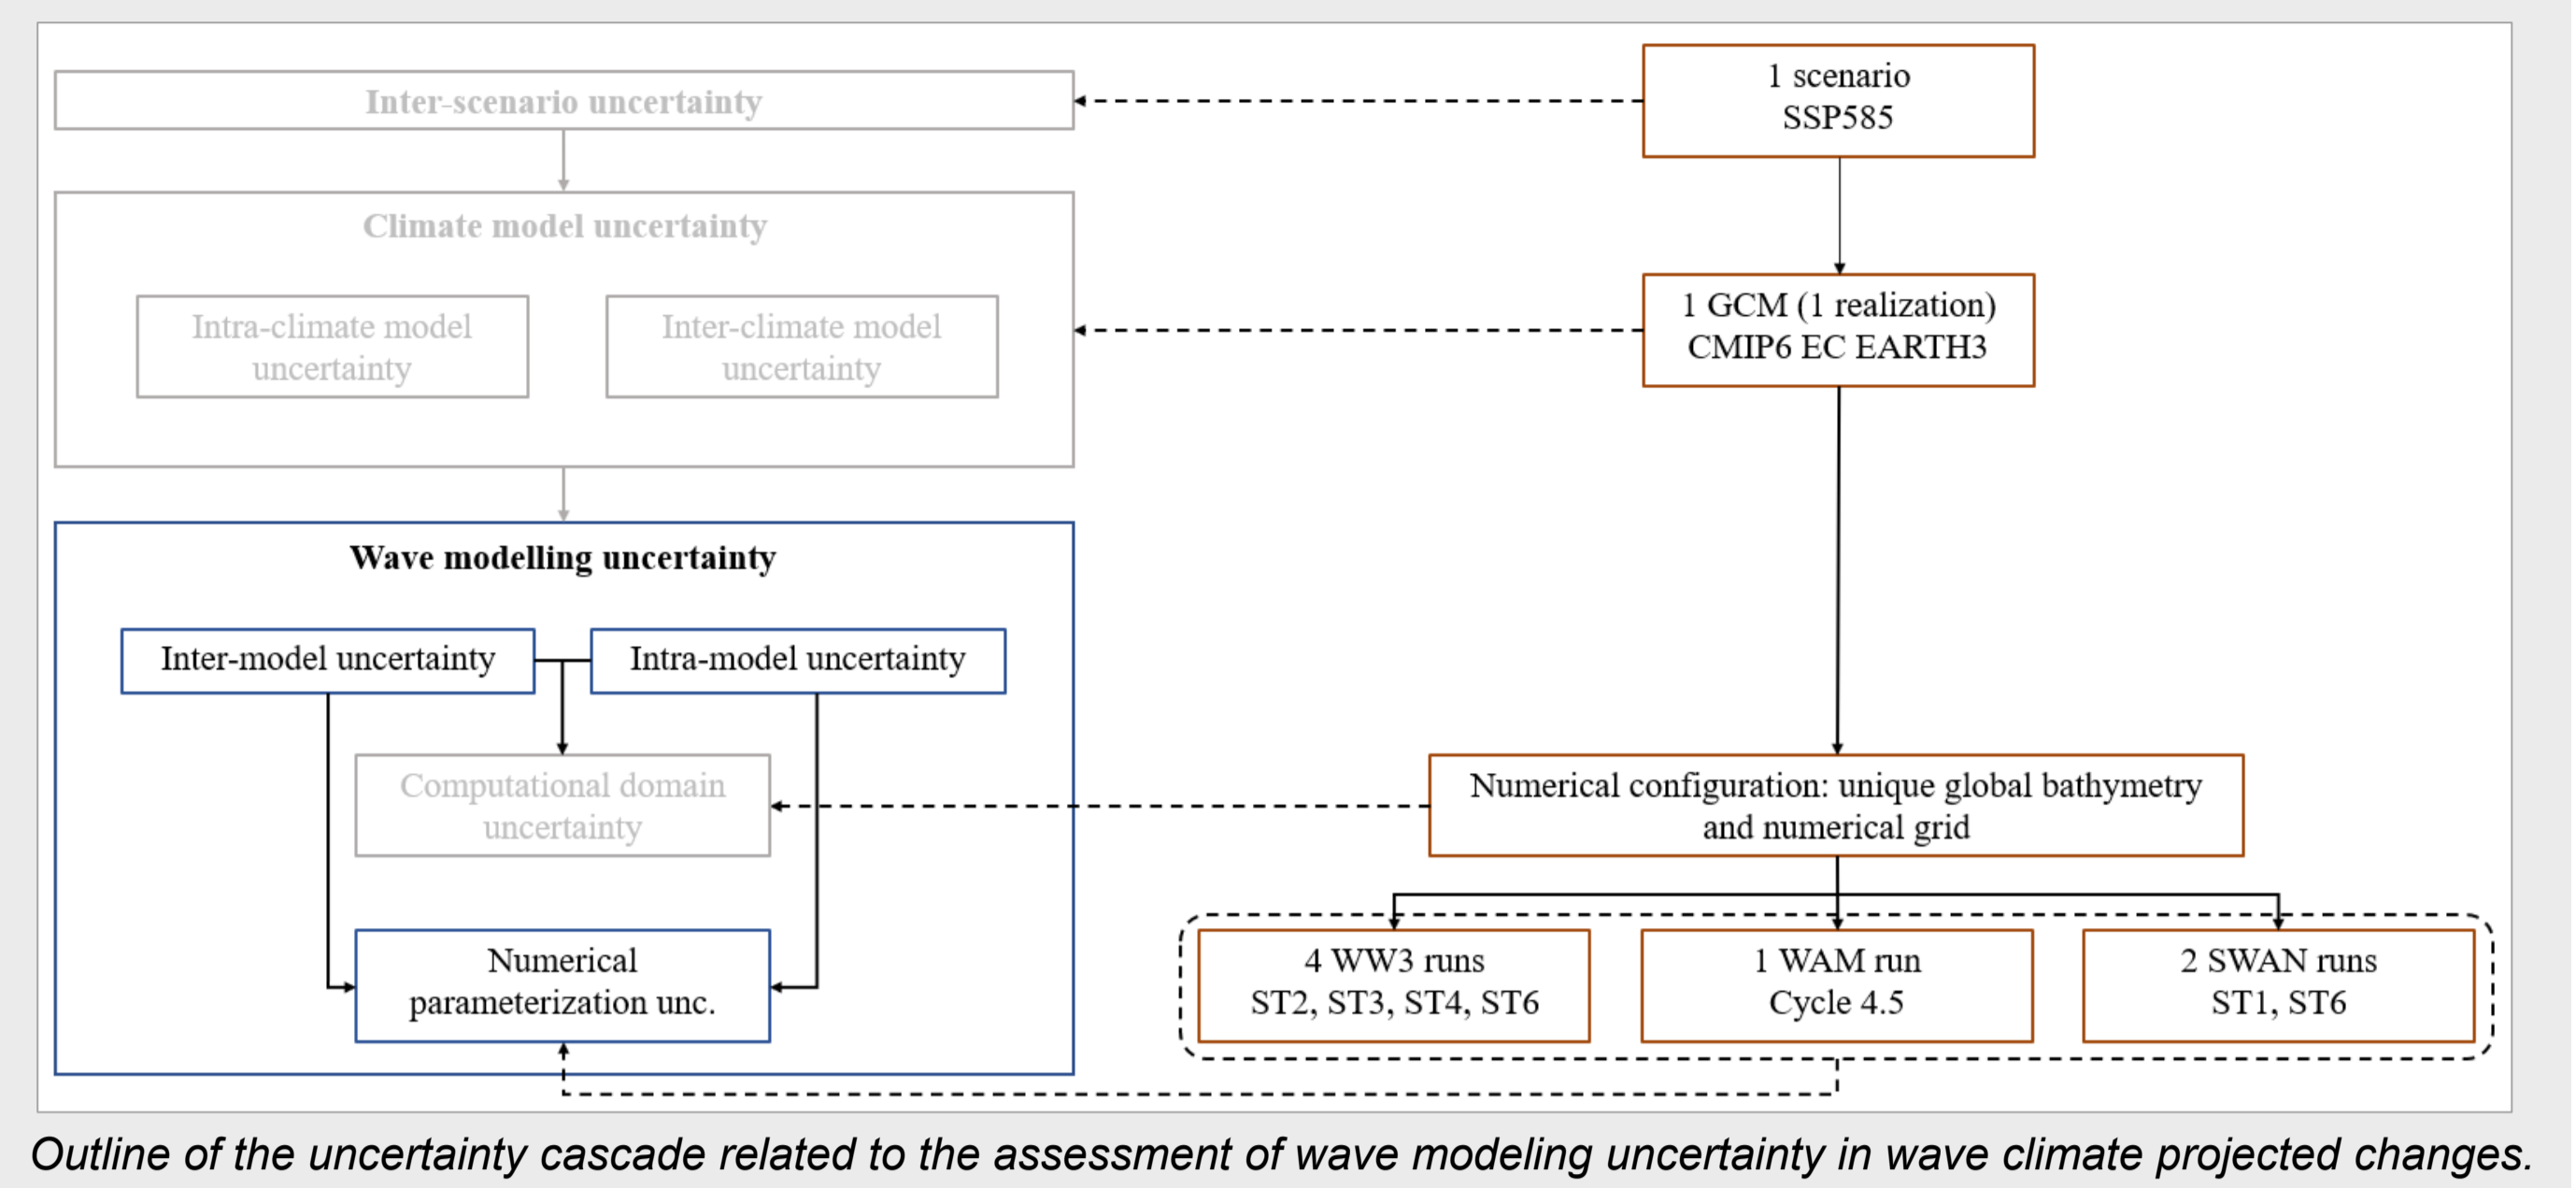 Inter-scenario uncertainty
1 scenario
SSP585
Climate model uncertainty
Intra-climate model
uncertainty
Inter-climate model
uncertainty
1 GCM (1 realization)
CMIP6 EC EARTH3
Wave modelling uncertainty
Inter-model uncertainty
Intra-model uncertainty
Computational domain
uncertainty
Numerical configuration: unique global bathymetry
and numerical grid
Numerical
parameterization unc.
4 WW3 runs
ST2, ST3, ST4, ST6
1 WAM run
Cycle 4.5
2 SWAN runs
ST1, ST6
Outline of the uncertainty cascade related to the assessment of wave modeling uncertainty in wave climate projected changes.